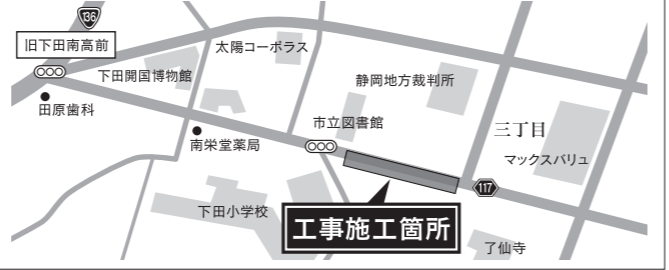 136
旧下田南高前
太陽コーポラス
下田開国博物館
静岡地方裁判所
田原歯科
市立図書館
三丁目
南栄堂薬局
マックスバリュ
117
下田小学校
工事施工箇所
了仙寺